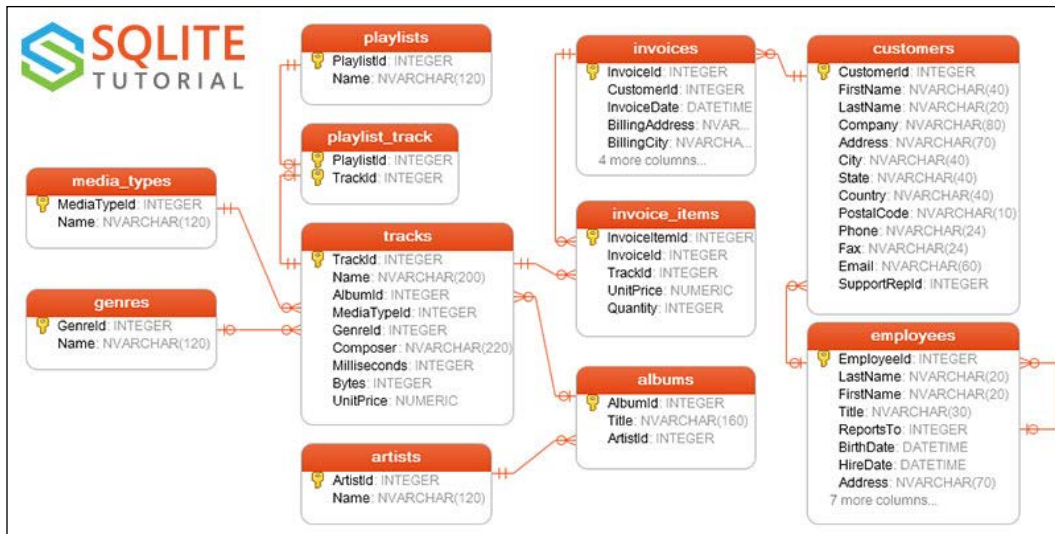 SQLITE
TUTORIAL
playlists
PlaylistId: INTEGER
Name: NVARCHAR(120)
playlist_track
PlaylistId: INTEGER
TrackId: INTEGER
media_types
MediaTypeId: INTEGER
Name: NVARCHAR(120)
genres
GenreId: INTEGER
Name: NVARCHAR(120)
tracks
TrackId: INTEGER
Name: NVARCHAR(200)
AlbumId: INTEGER
MediaTypeId: INTEGER
GenreId: INTEGER
Composer: NVARCHAR(220)
Milliseconds: INTEGER
Bytes: INTEGER
UnitPrice: NUMERIC
artists
ArtistId: INTEGER
Name: NVARCHAR(120)
invoices
InvoiceId: INTEGER
CustomerId: INTEGER
InvoiceDate: DATETIME
BillingAddress: NVAR...
BillingCity: NVARCHA...
4 more columns...
invoice_items
InvoiceItemId: INTEGER
InvoiceId: INTEGER
TrackId: INTEGER
UnitPrice: NUMERIC
Quantity: INTEGER
albums
AlbumId: INTEGER
Title: NVARCHAR(160)
ArtistId: INTEGER
customers
CustomerId: INTEGER
FirstName: NVARCHAR(40)
LastName: NVARCHAR(20)
Company: NVARCHAR(80)
Address: NVARCHAR(70)
City: NVARCHAR(40)
State: NVARCHAR(40)
Country: NVARCHAR(40)
PostalCode: NVARCHAR(10)
Phone: NVARCHAR(24)
Fax: NVARCHAR(24)
Email: NVARCHAR(60)
SupportRepId: INTEGER
employees
EmployeeId: INTEGER
LastName: NVARCHAR(20)
FirstName: NVARCHAR(20)
Title: NVARCHAR(30)
ReportsTo: INTEGER
BirthDate: DATETIME
HireDate: DATETIME
Address: NVARCHAR(70)
7 more columns...